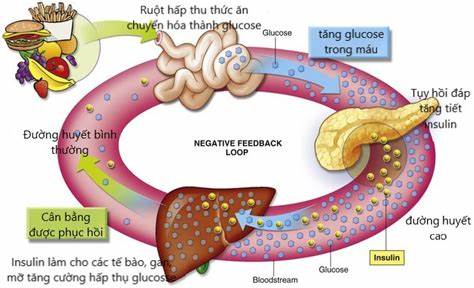 Ruột hấp thu thức ăn
chuyển hóa thành glucose
Glucose
tăng glucose
trong máu
Tụy hồi đáp
tăng tiết
insulin
Đường huyết bình
thường
NEGATIVE FEEDBACK
LOOP
Cân bằng
được phục hồi
đường huyết
cao
Insulin
Insulin làm cho các tế bào, gan,
mỡ tăng cường hấp thụ glucose
Glucose
Bloodstream